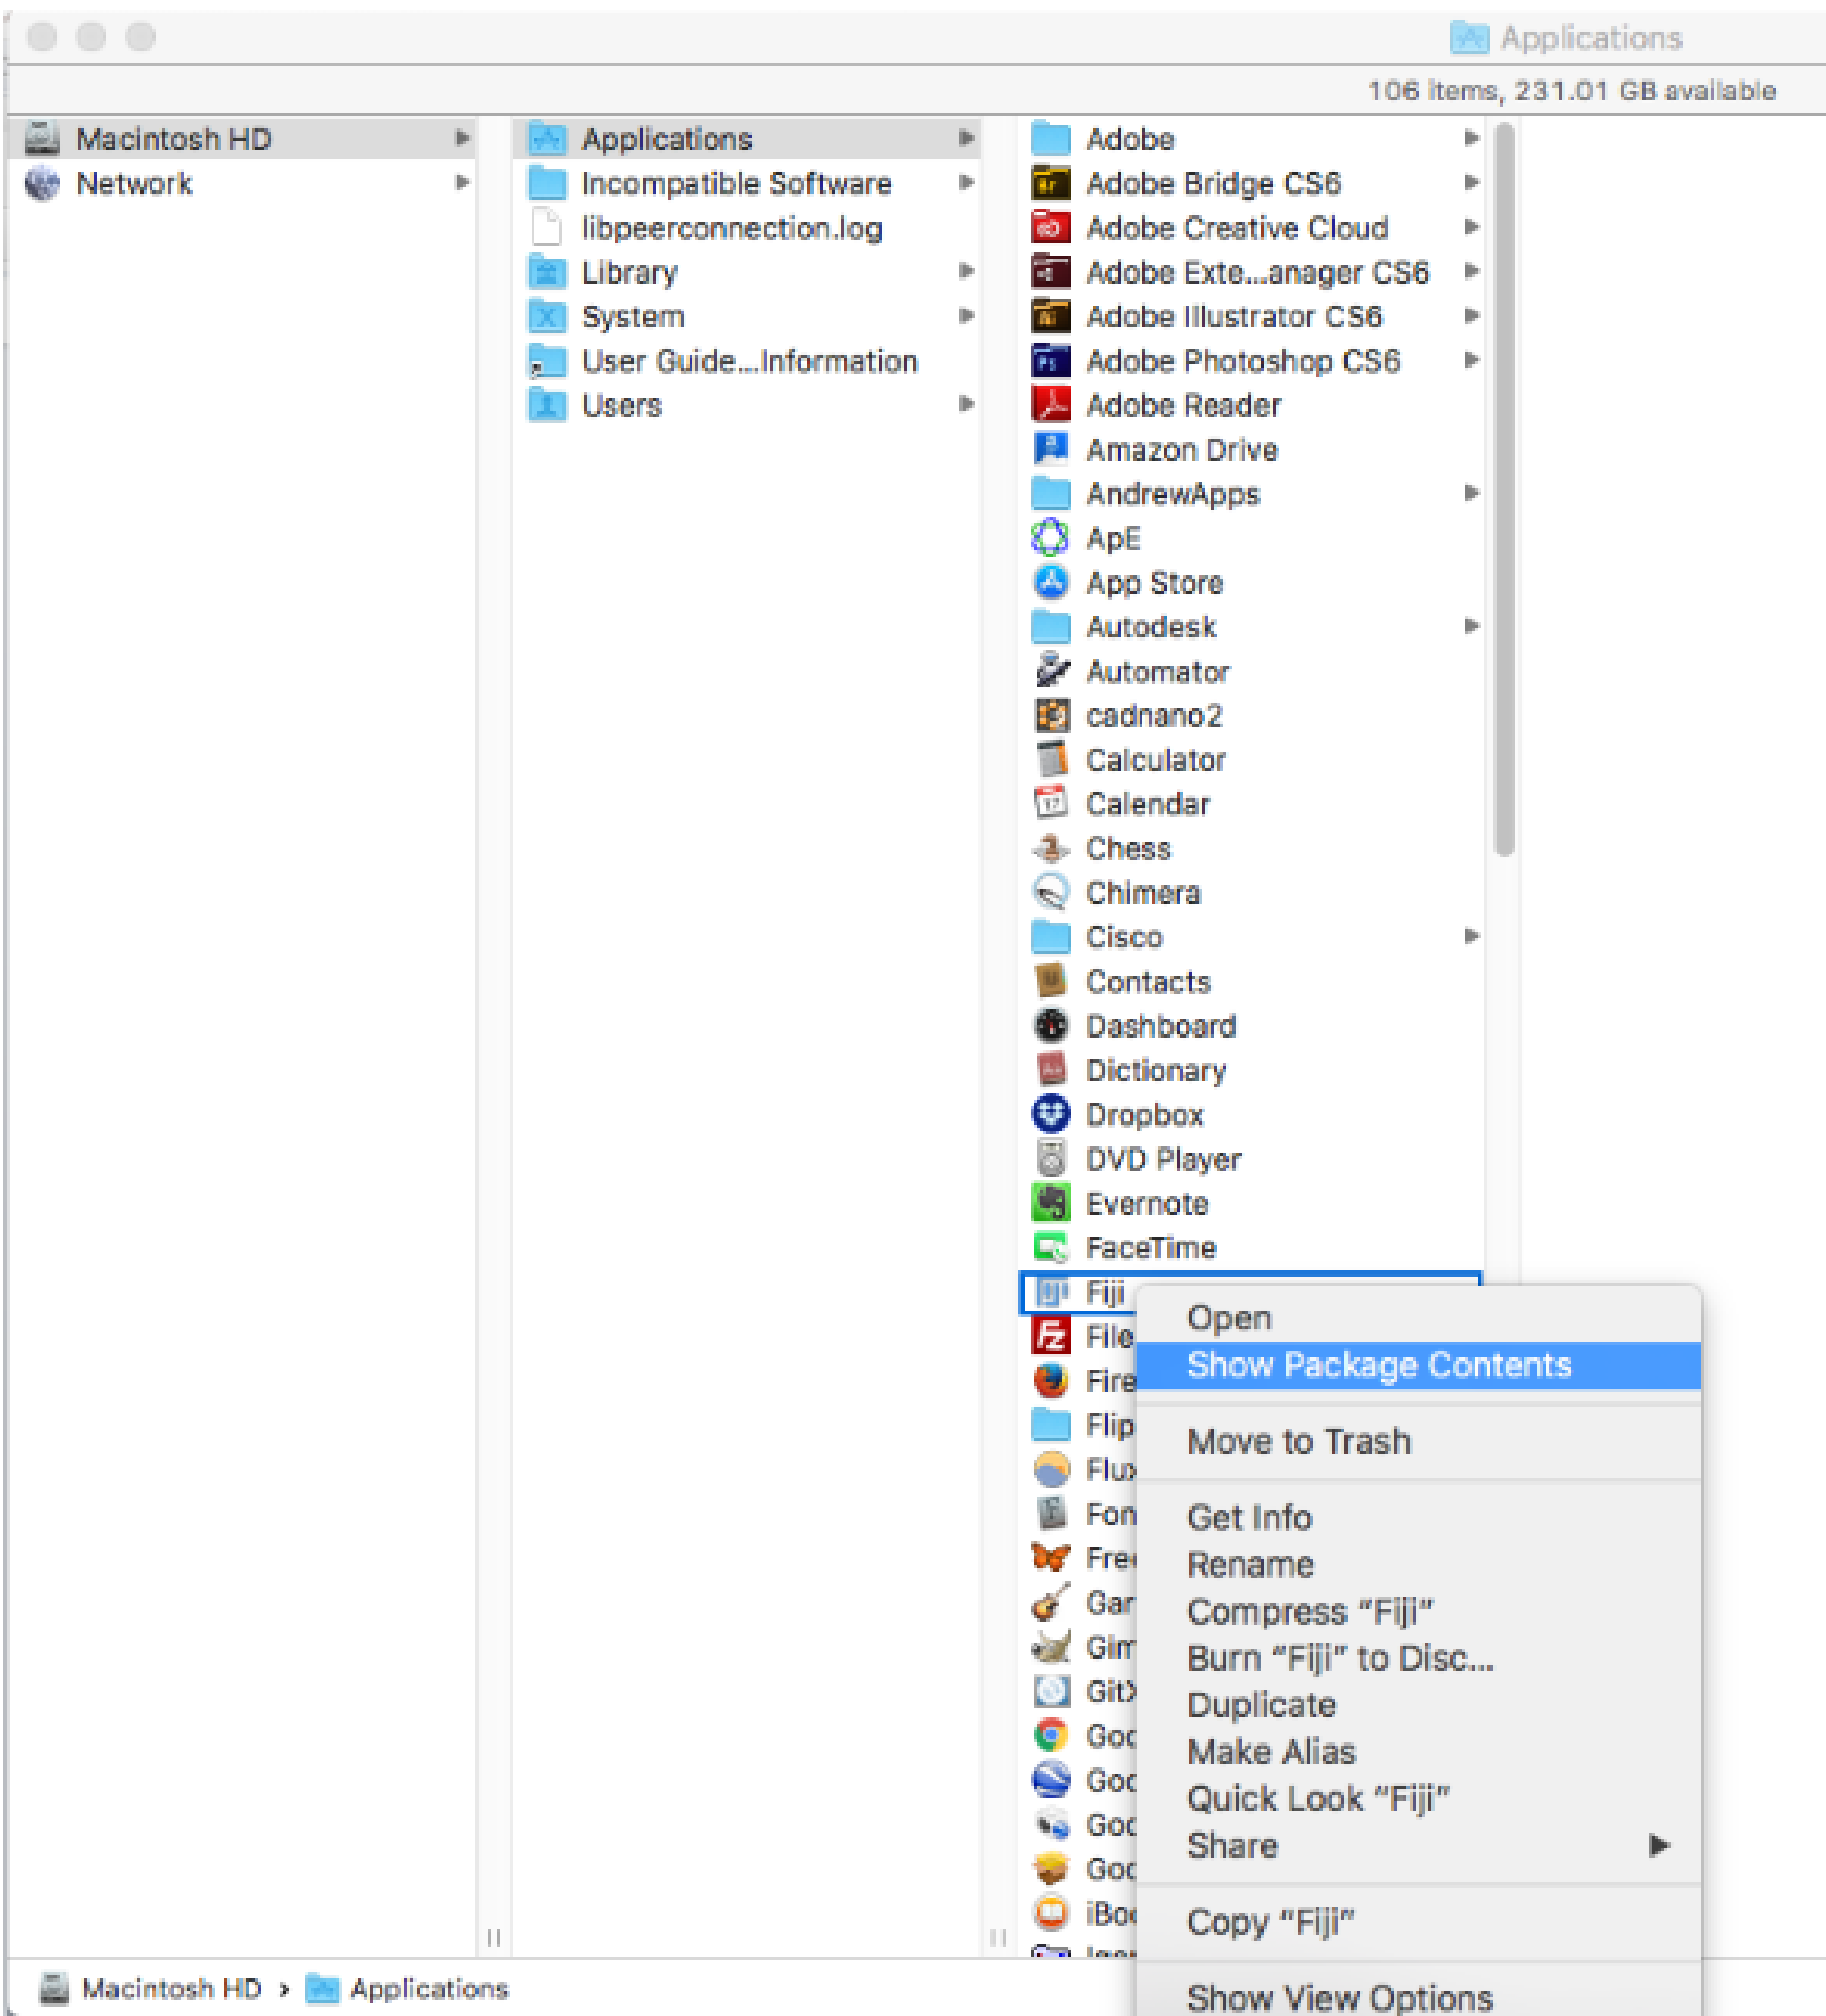 Applications
106 items, 231.01 GB available
Macintosh HD
Network
Applications
Incompatible Software
libpeerconnection.log
Library
System
User Guide...Information
Users
Adobe
Adobe Bridge CS6
Adobe Creative Cloud
Adobe Exte...anager CS6
Adobe Illustrator CS6
Adobe Photoshop CS6
Adobe Reader
Amazon Drive
AndrewApps
ApE
App Store
Autodesk
Automator
cadnano2
Calculator
Calendar
Chess
Chimera
Cisco
Contacts
Dashboard
Dictionary
Dropbox
DVD Player
Evernote
FaceTime
Fiji
File
Fire
Flip
Flux
Fon
Free
Gar
Gim
GitX
Goo
Goo
Goo
Goo
iBoo
Open
Show Package Contents
Move to Trash
Get Info
Rename
Compress “Fiji”
Burn “Fiji” to Disc...
Duplicate
Make Alias
Quick Look “Fiji”
Share
Copy “Fiji”
Show View Options
Macintosh HD › Applications